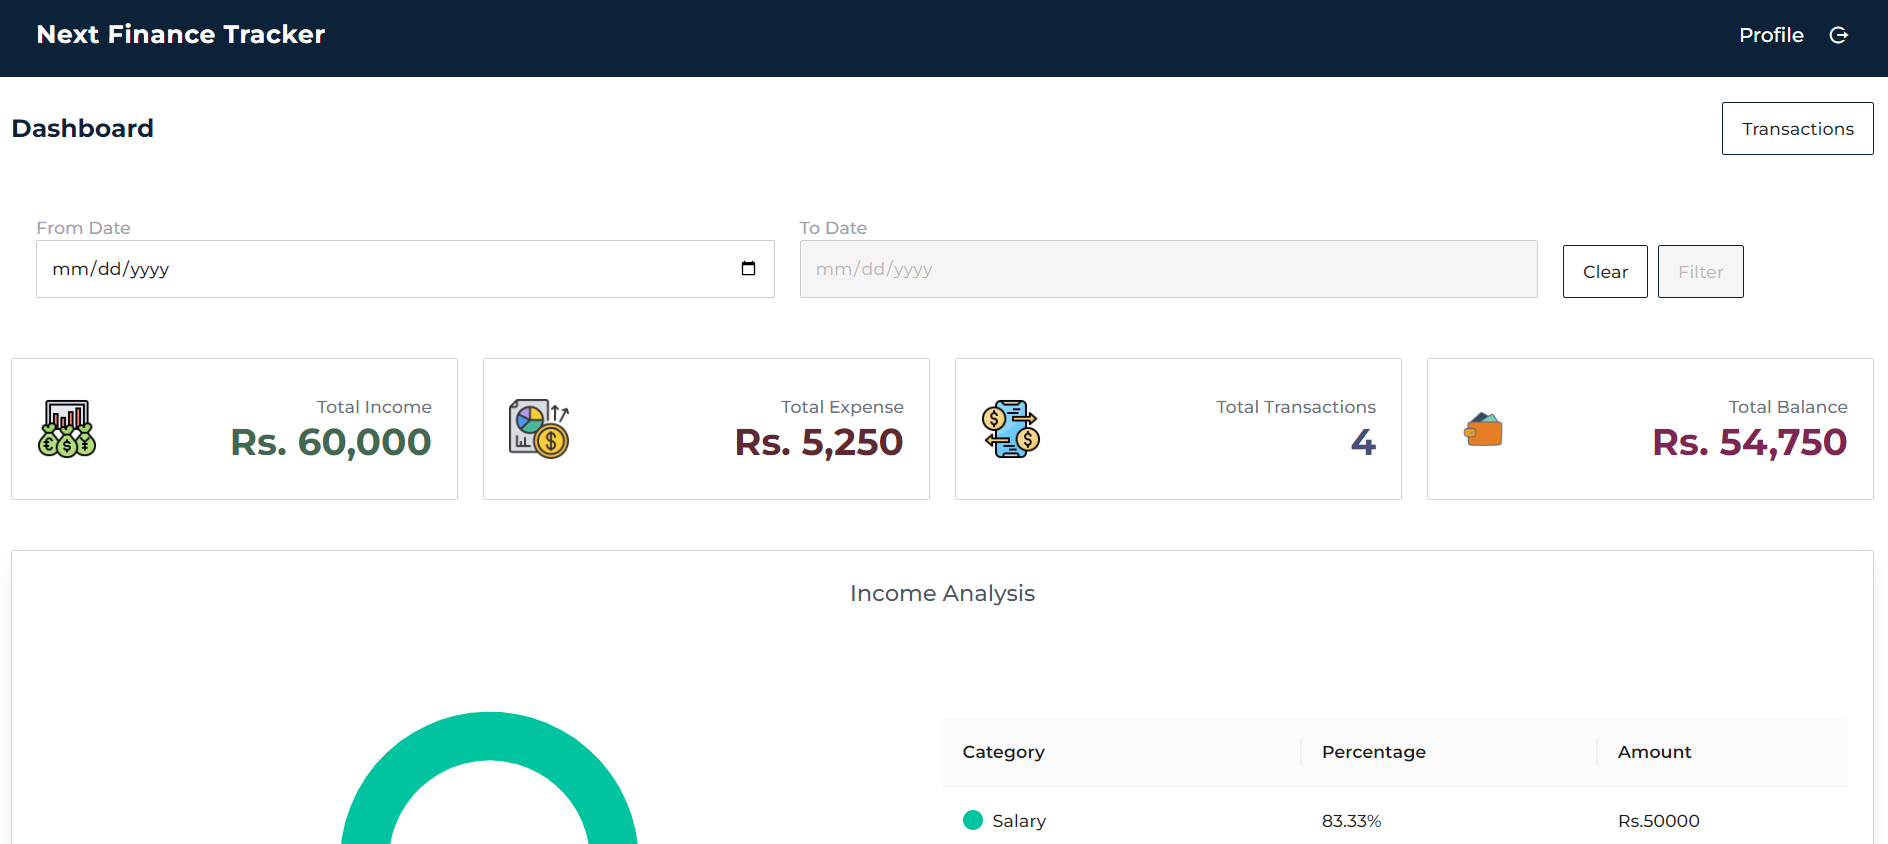 Next Finance Tracker
Profile
Dashboard
Transactions
From Date
To Date
mm/dd/yyyy
mm/dd/yyyy
Clear
Filter
Total Income
Rs. 60,000
Total Expense
Rs. 5,250
Total Transactions
4
Total Balance
Rs. 54,750
Income Analysis
Category Percentage Amount
Salary 83.33% Rs.50000